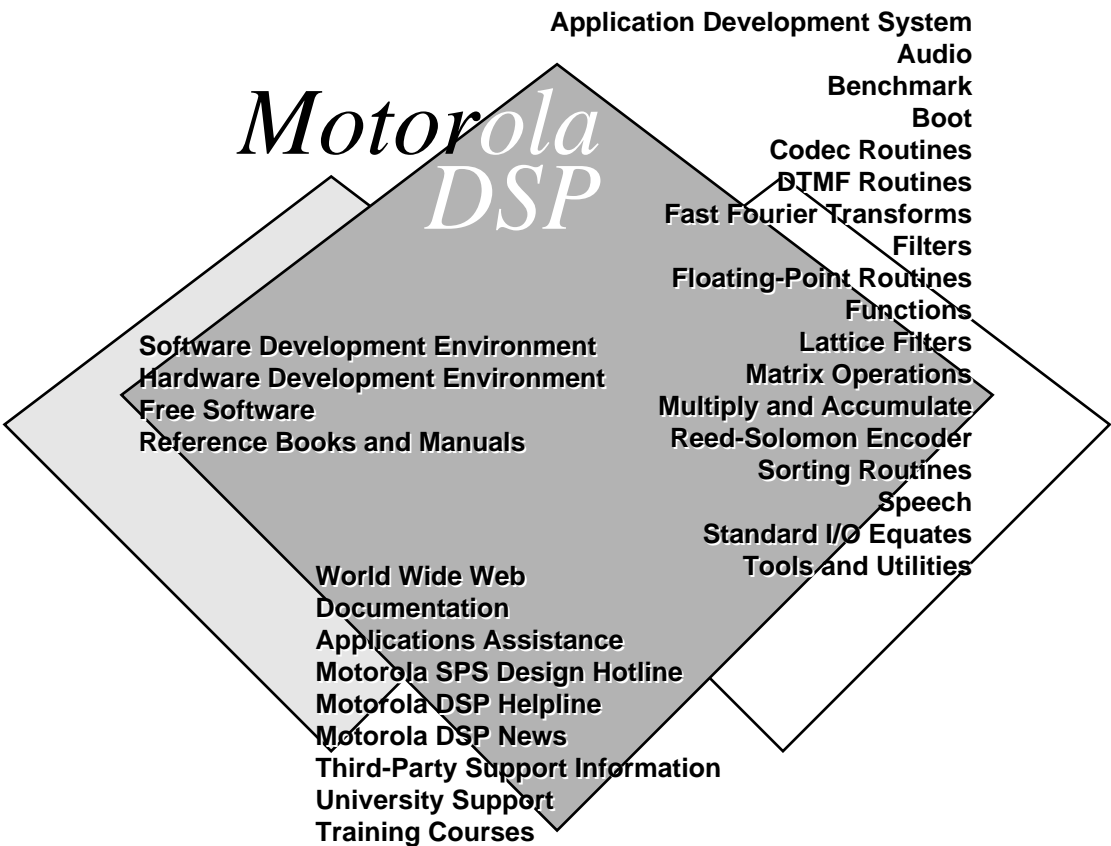 Motorola
DSP
Application Development System
Audio
Benchmark
Boot
Codec Routines
DTMF Routines
Fast Fourier Transforms
Filters
Floating-Point Routines
Functions
Lattice Filters
Matrix Operations
Multiply and Accumulate
Reed-Solomon Encoder
Sorting Routines
Speech
Standard I/O Equates
Tools and Utilities
Software Development Environment
Hardware Development Environment
Free Software
Reference Books and Manuals
World Wide Web
Documentation
Applications Assistance
Motorola SPS Design Hotline
Motorola DSP Helpline
Motorola DSP News
Third-Party Support Information
University Support
Training Courses